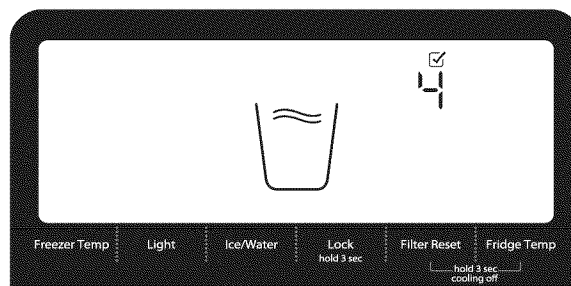 4
Freezer Temp Light Ice/Water Lock Filter Reset Fridge Temp
hold 3 sec
hold 3 sec
cooling off